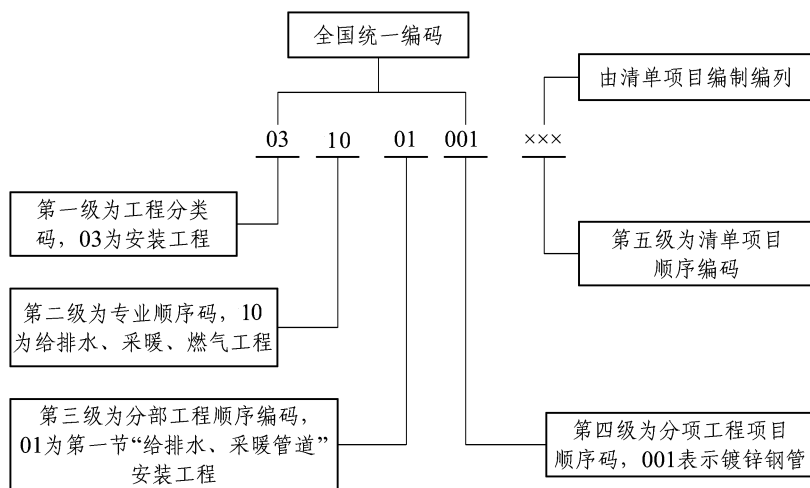 全国统一编码
由清单项目编制编列
03 10 01 001 ×××
第一级为工程分类
码，03为安装工程
第五级为清单项目
顺序编码
第二级为专业顺序码，10
为给排水、采暖、燃气工程
第三级为分部工程顺序编码，
01为第一节“给排水、采暖管道”
安装工程
第四级为分项工程项目
顺序码，001表示镀锌钢管